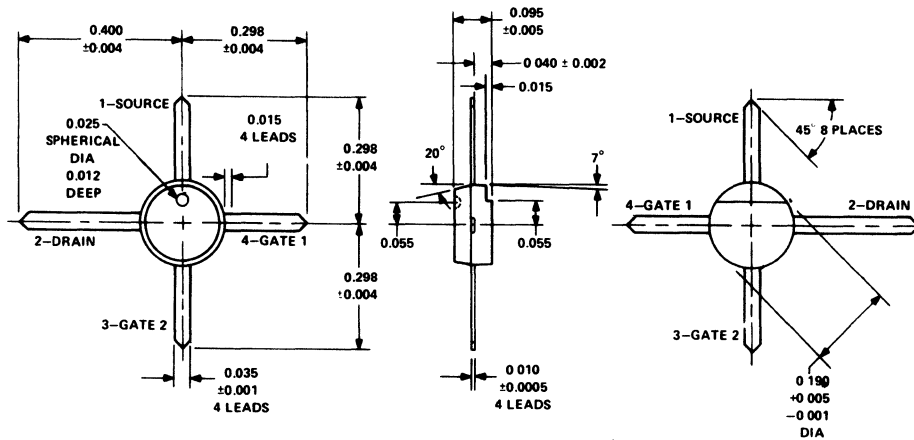 0.400
±0.004
0.298
±0.004
0.095
±0.005
0 040 ± 0.002
0.015
1–SOURCE
0.025
SPHERICAL
DIA
0.012
DEEP
0.015
4 LEADS
0.298
±0.004
20°
7°
1–SOURCE
45° 8 PLACES
2–DRAIN
4–GATE 1
0.055
0.055
4–GATE 1
2–DRAIN
0.298
±0.004
3–GATE 2
3–GATE 2
0.035
±0.001
4 LEADS
0 010
±0.0005
4 LEADS
0 190
+0 005
−0 001
DIA